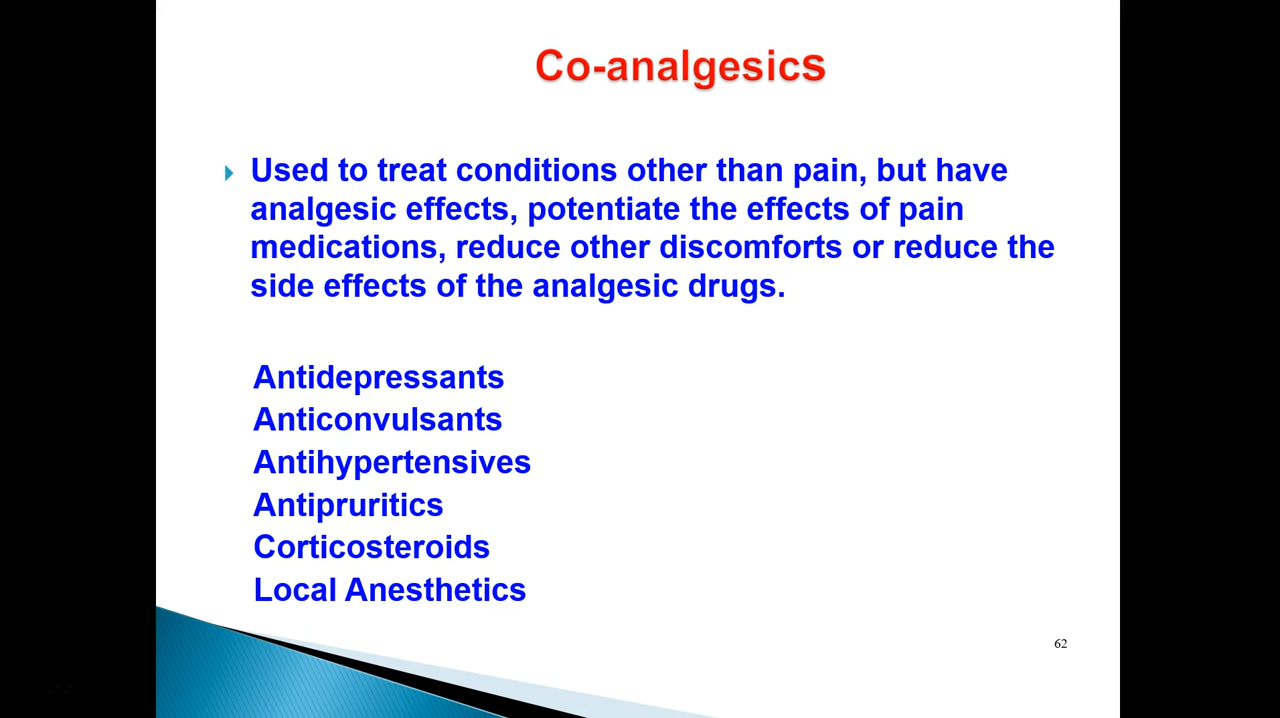 Co-analgesics
Used to treat conditions other than pain, but have
analgesic effects, potentiate the effects of pain
medications, reduce other discomforts or reduce the
side effects of the analgesic drugs.
Antidepressants
Anticonvulsants
Antihypertensives
Antipruritics
Corticosteroids
Local Anesthetics
62